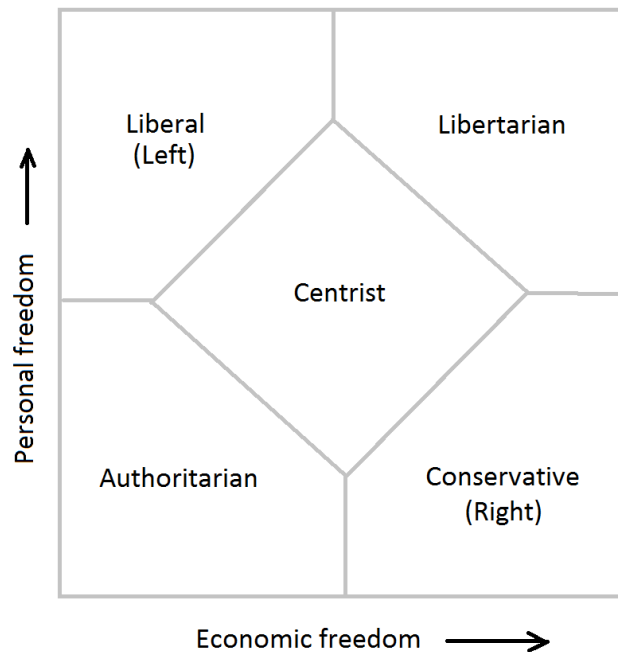 Liberal
(Left)
Libertarian
Personal freedom
Centrist
Authoritarian
Conservative
(Right)
Economic freedom